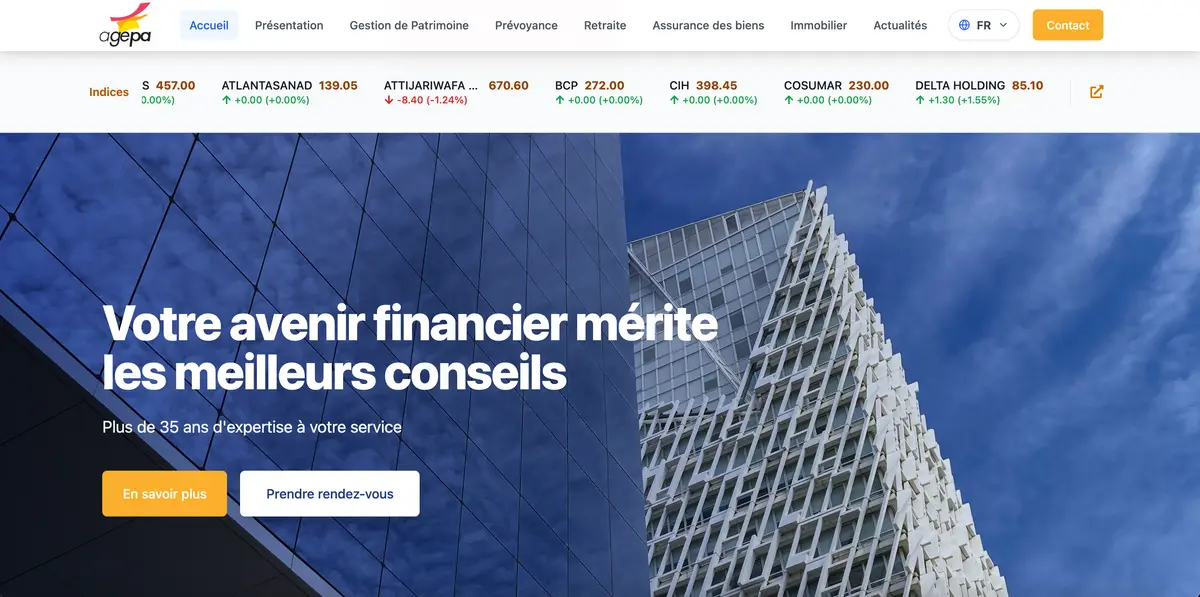 agepa
Accueil
Présentation
Gestion de Patrimoine
Prévoyance
Retraite
Assurance des biens
Immobilier
Actualités
FR
Contact
Indices
S 457.00
0.00%)
ATLANTASANAD 139.05
↑ +0.00 (+0.00%)
ATTIJARIWAFA ... 670.60
↓ -8.40 (-1.24%)
BCP 272.00
↑ +0.00 (+0.00%)
CIH 398.45
↑ +0.00 (+0.00%)
COSUMAR 230.00
↑ +0.00 (+0.00%)
DELTA HOLDING 85.10
↑ +1.30 (+1.55%)
Votre avenir financier mérite
les meilleurs conseils
Plus de 35 ans d'expertise à votre service
En savoir plus
Prendre rendez-vous